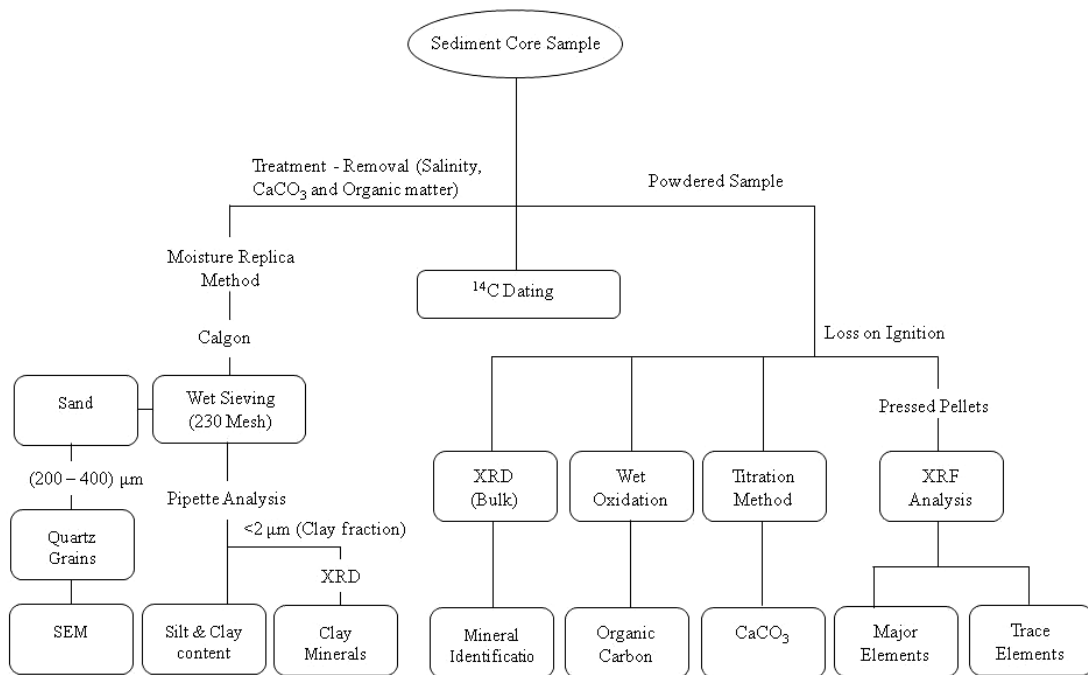 Sediment Core Sample
Treatment - Removal (Salinity,
CaCO₃ and Organic matter)
Powdered Sample
Moisture Replica
Method
¹⁴C Dating
Calgon
Loss on Ignition
Sand
Wet Sieving
(230 Mesh)
Pressed Pellets
(200 – 400) μm
Pipette Analysis
XRD
(Bulk)
Wet
Oxidation
Titration
Method
XRF
Analysis
<2 μm (Clay fraction)
Quartz
Grains
XRD
SEM
Silt & Clay
content
Clay
Minerals
Mineral
Identificatio
Organic
Carbon
CaCO₃
Major
Elements
Trace
Elements